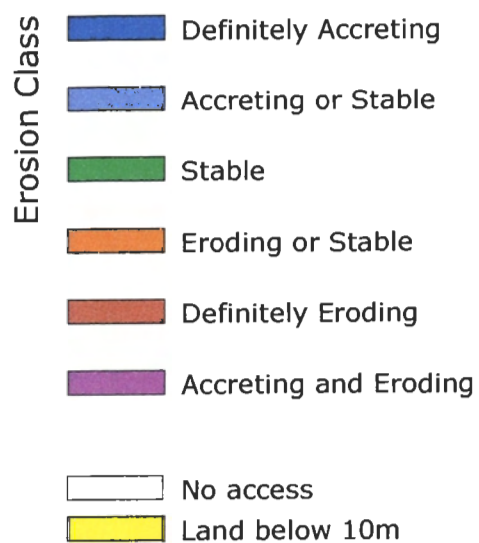 Erosion Class
Definitely Accreting
Accreting or Stable
Stable
Eroding or Stable
Definitely Eroding
Accreting and Eroding
No access
Land below 10m